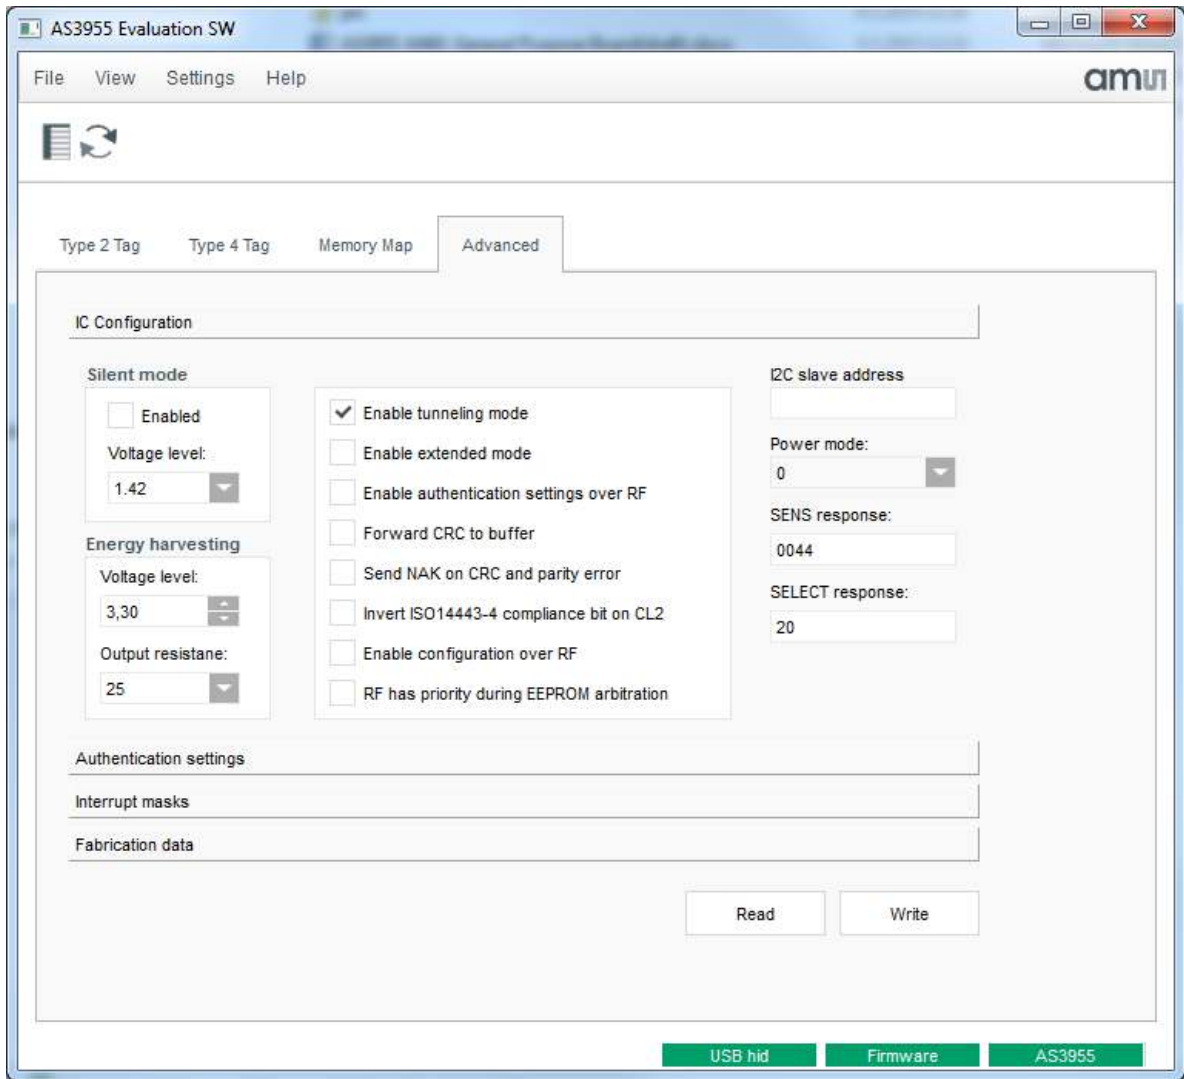 AS3955 Evaluation SW
File View Settings Help
amu
Type 2 Tag Type 4 Tag Memory Map Advanced
IC Configuration
Silent mode
Enabled
Voltage level:
1.42
Energy harvesting
Voltage level:
3,30
Output resistane:
25
Enable tunneling mode
Enable extended mode
Enable authentication settings over RF
Forward CRC to buffer
Send NAK on CRC and parity error
Invert ISO14443-4 compliance bit on CL2
Enable configuration over RF
RF has priority during EEPROM arbitration
I2C slave address
Power mode:
0
SENS response:
0044
SELECT response:
20
Authentication settings
Interrupt masks
Fabrication data
Read Write
USB hid Firmware AS3955